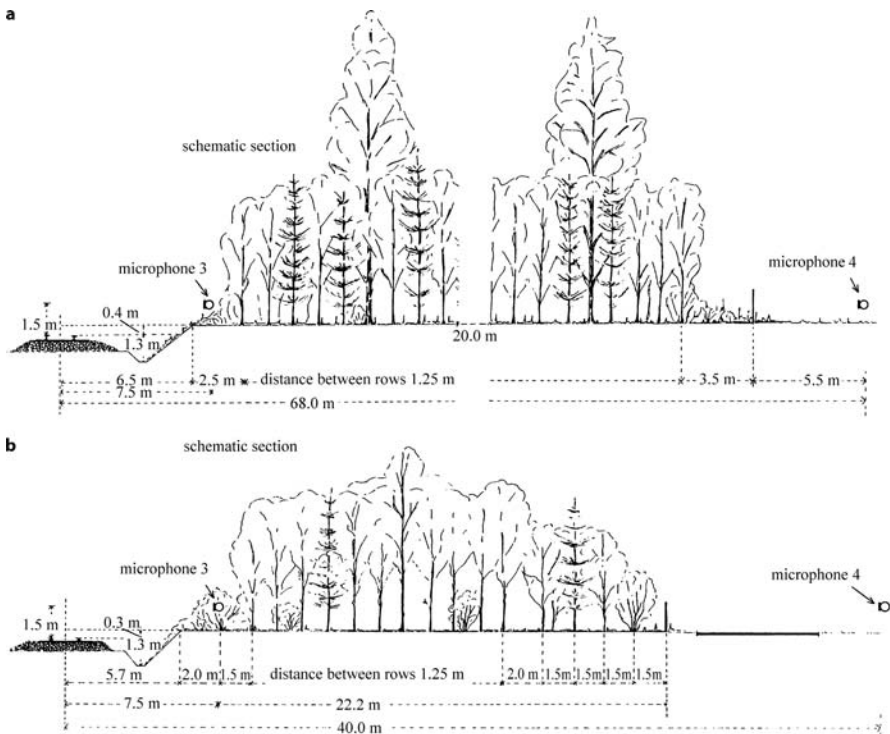 a
schematic section
microphone 3
microphone 4
0.4 m
1.5 m
1.3 m
20.0 m
6.5 m
2.5 m
distance between rows 1.25 m
3.5 m
5.5 m
7.5 m
68.0 m
b
schematic section
microphone 3
microphone 4
0.3 m
1.5 m
1.3 m
5.7 m
2.0 m
1.5 m
distance between rows 1.25 m
2.0 m
1.5m
1.5m
1.5m
1.5m
7.5 m
22.2 m
40.0 m